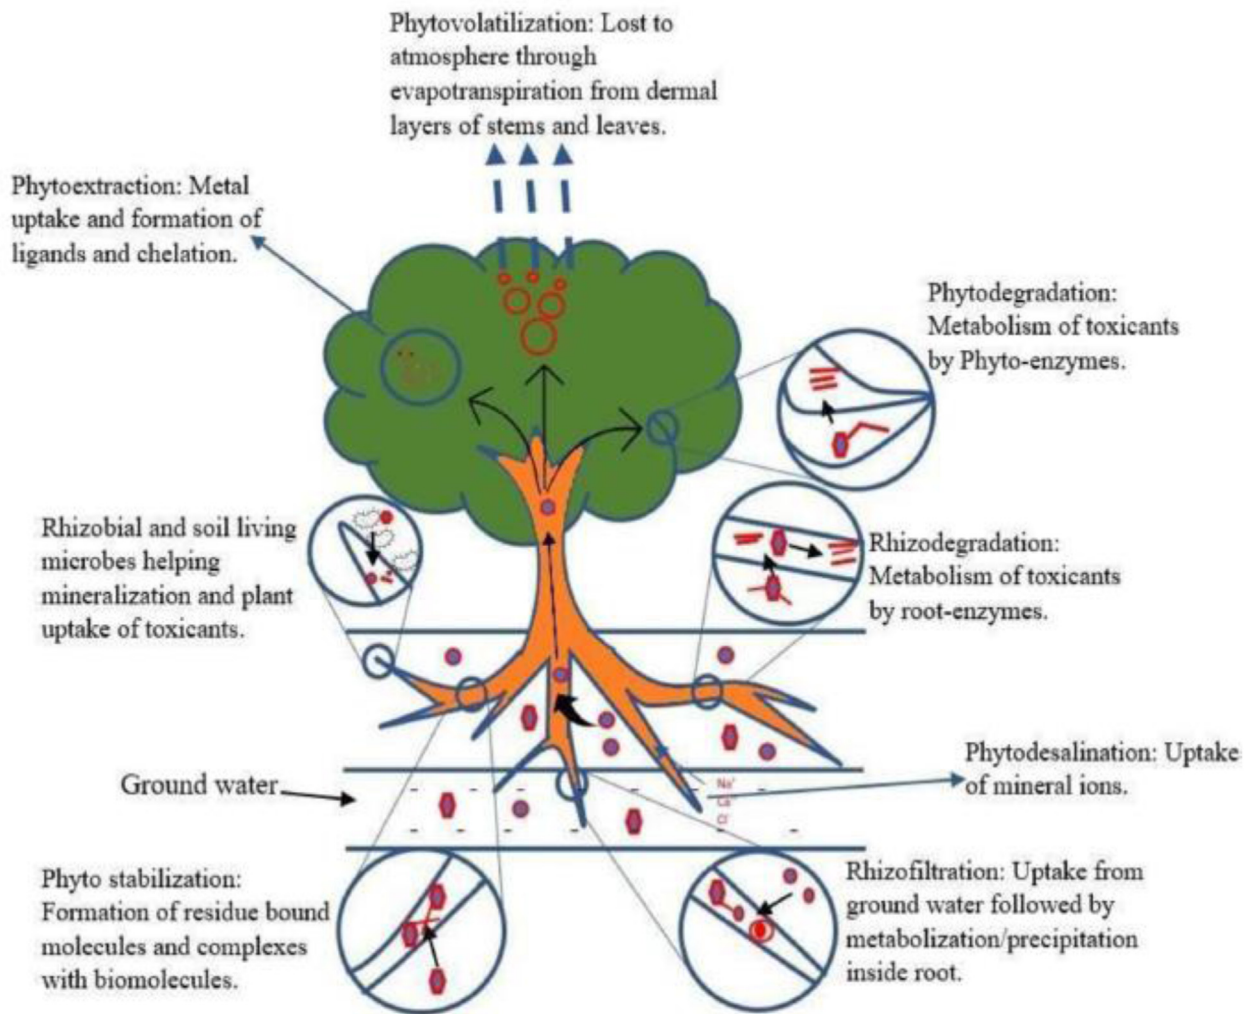 Phytovolatilization: Lost to
atmosphere through
evapotranspiration from dermal
layers of stems and leaves.
Phytoextraction: Metal
uptake and formation of
ligands and chelation.
Phytodegradation:
Metabolism of toxicants
by Phyto-enzymes.
Rhizobial and soil living
microbes helping
mineralization and plant
uptake of toxicants.
Rhizodegradation:
Metabolism of toxicants
by root-enzymes.
Phytodesalination: Uptake
of mineral ions.
Ground water
Na⁺
Ca⁺
Cl⁻
Phyto stabilization:
Formation of residue bound
molecules and complexes
with biomolecules.
Rhizofiltration: Uptake from
ground water followed by
metabolization/precipitation
inside root.